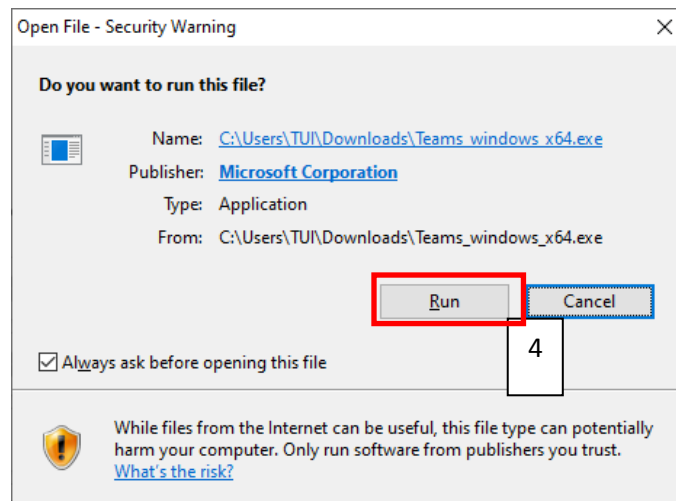 Open File - Security Warning
Do you want to run this file?
Name: C:\Users\TUI\Downloads\Teams_windows_x64.exe
Publisher: Microsoft Corporation
Type: Application
From: C:\Users\TUI\Downloads\Teams_windows_x64.exe
Run Cancel
4
Always ask before opening this file
While files from the Internet can be useful, this file type can potentially
harm your computer. Only run software from publishers you trust.
What's the risk?